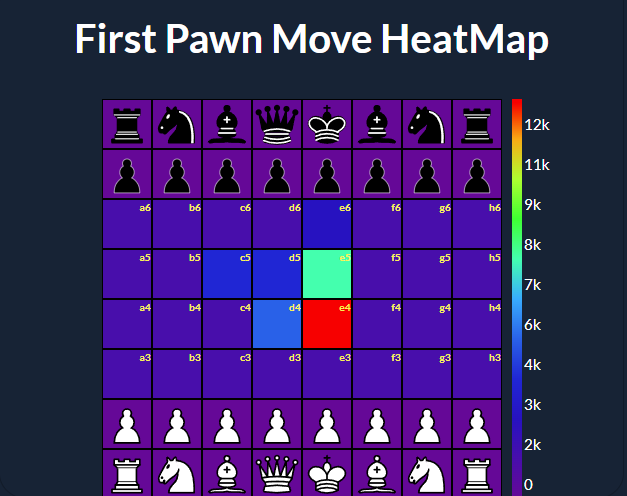 First Pawn Move HeatMap
12k
11k
a6 b6 c6 d6 e6 f6 g6 h6
9k
8k
a5 b5 c5 d5 e5 f5 g5 h5
7k
a4 b4 c4 d4 e4 f4 g4 h4
6k
a3 b3 c3 d3 e3 f3 g3 h3
4k
3k
2k
0